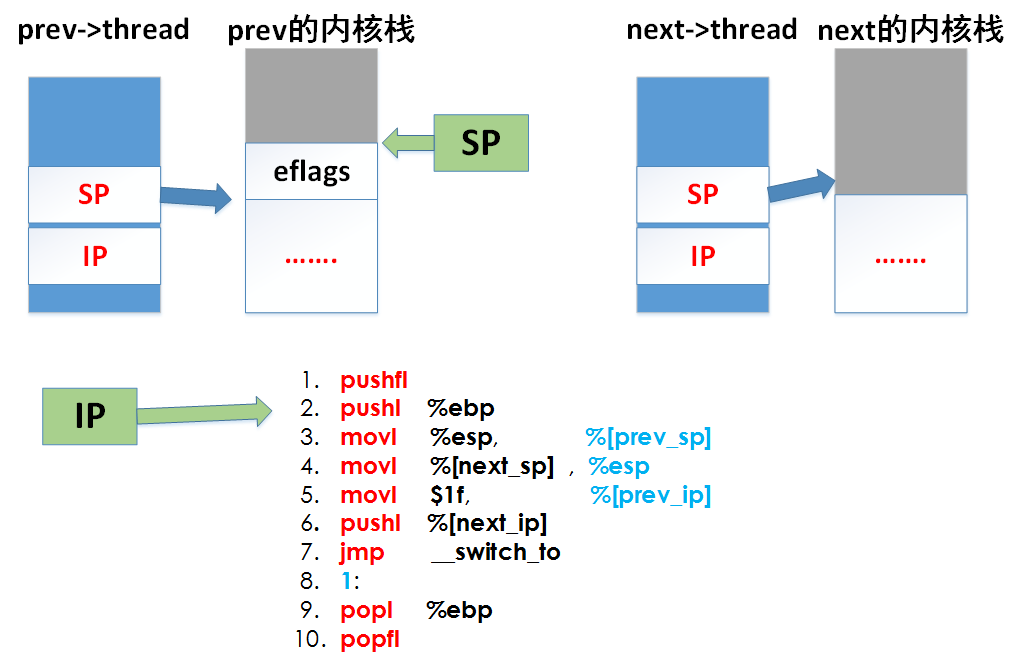 prev->thread prev的内核栈 next->thread next的内核栈
SP eflags SP SP
IP ……. IP …….
IP
1. pushfl
2. pushl %ebp
3. movl %esp, %[prev_sp]
4. movl %[next_sp] , %esp
5. movl $1f, %[prev_ip]
6. pushl %[next_ip]
7. jmp __switch_to
8. 1:
9. popl %ebp
10. popfl